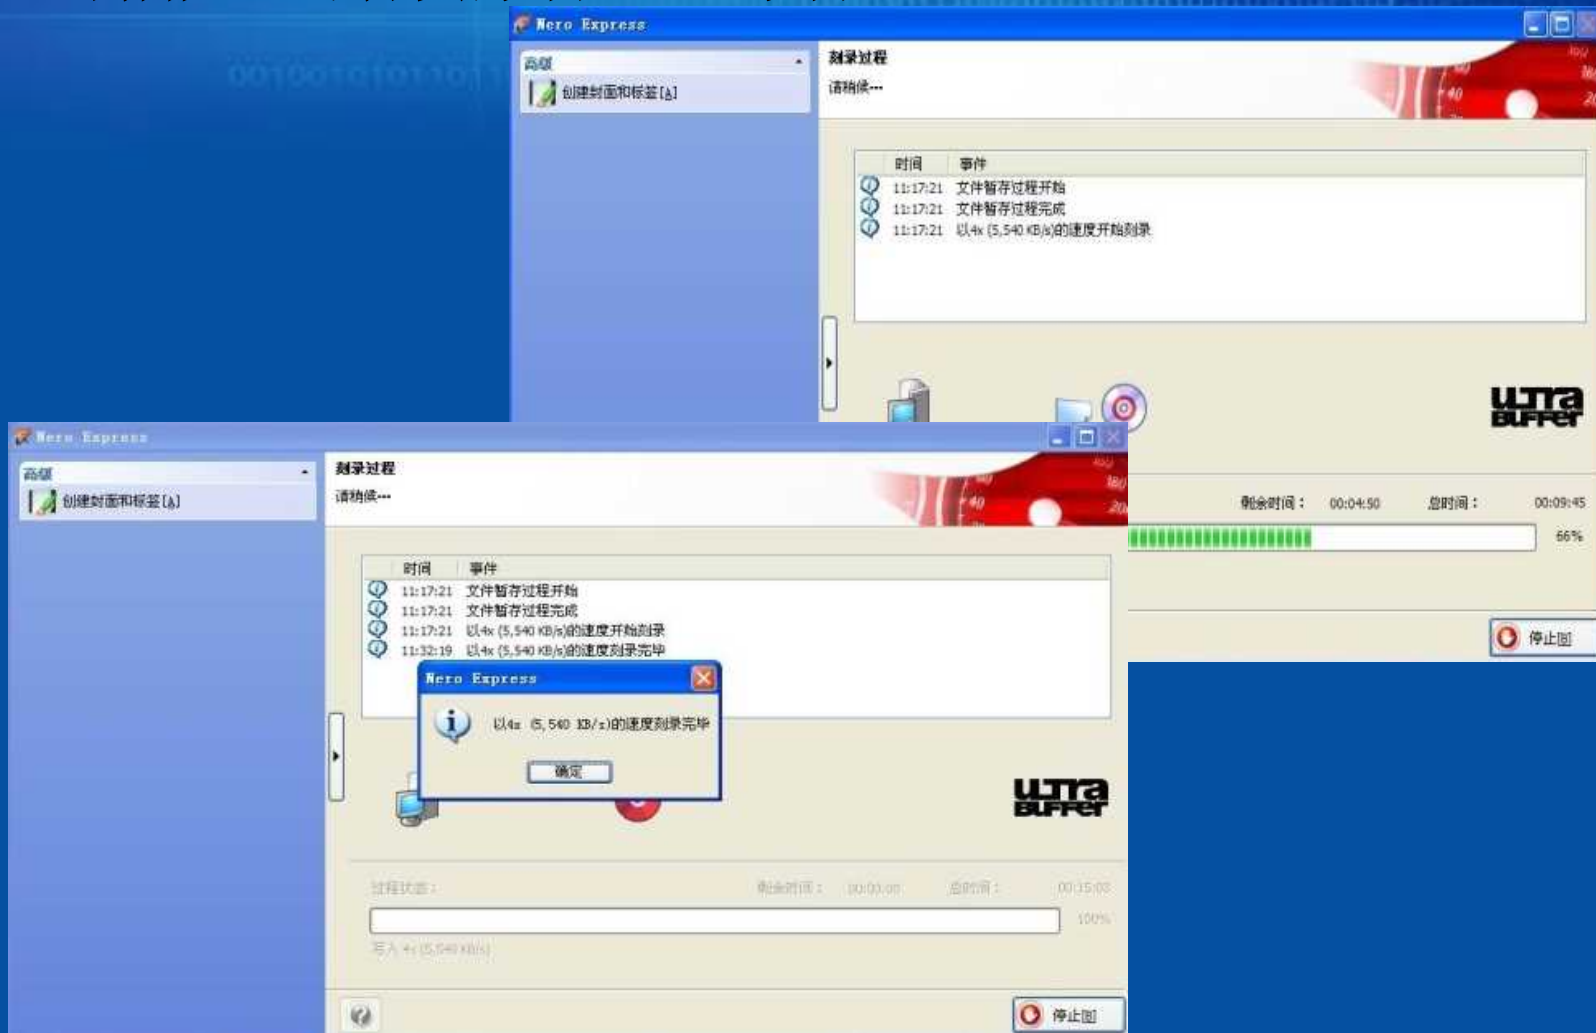 Nero Express
高级
创建封面和标签[A]
刻录过程
请稍候...
时间 事件
11:17:21 文件暂存过程开始
11:17:21 文件暂存过程完成
11:17:21 以4x (5,540 KB/s)的速度开始刻录
ULTRA
BUFFER
剩余时间: 00:04:50 总时间: 00:09:45
66%
停止[B]
Nero Express
高级
创建封面和标签[A]
刻录过程
请稍候...
时间 事件
11:17:21 文件暂存过程开始
11:17:21 文件暂存过程完成
11:17:21 以4x (5,540 KB/s)的速度开始刻录
11:32:19 以4x (5,540 KB/s)的速度刻录完毕
Nero Express
以4x (5,540 KB/s)的速度刻录完毕
确定
ULTRA
BUFFER
过程状态: 剩余时间: 00:00:00 总时间: 00:15:03
100%
写入 4x (5,540 KB/s)
停止[B]